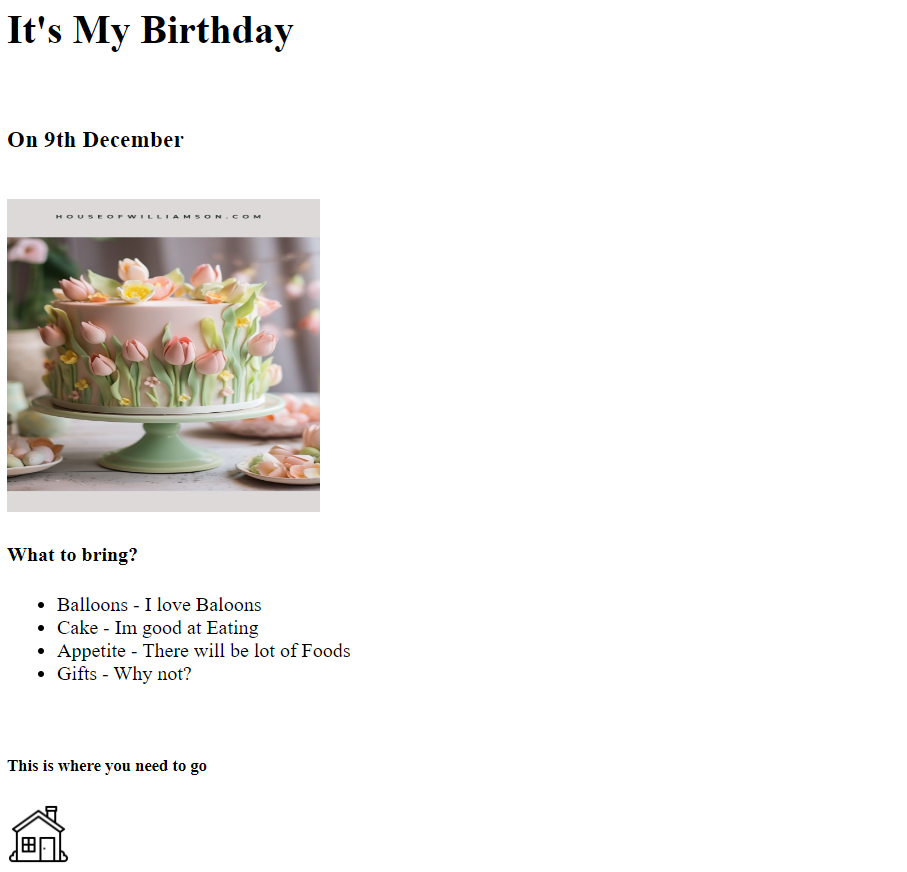 It's My Birthday
On 9th December
HOUSEOFWILLIAMSON.COM
What to bring?
Balloons - I love Baloons
Cake - Im good at Eating
Appetite - There will be lot of Foods
Gifts - Why not?
This is where you need to go